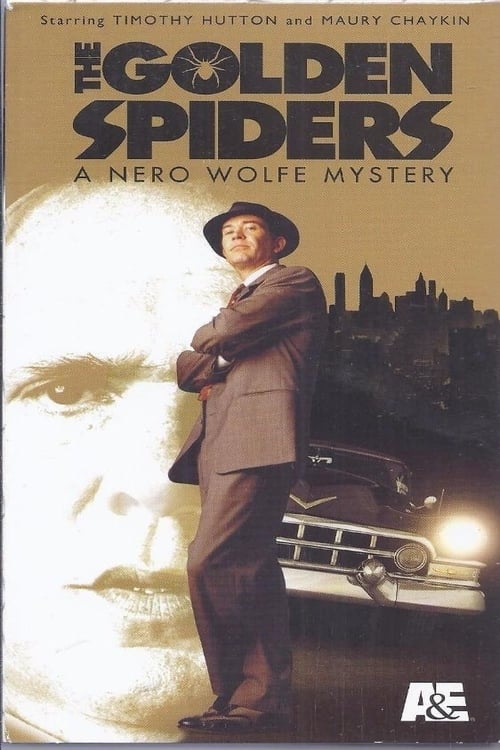 Starring TIMOTHY HUTTON and MAURY CHAYKIN
THE GOLDEN
SPIDERS
A NERO WOLFE MYSTERY
A&E